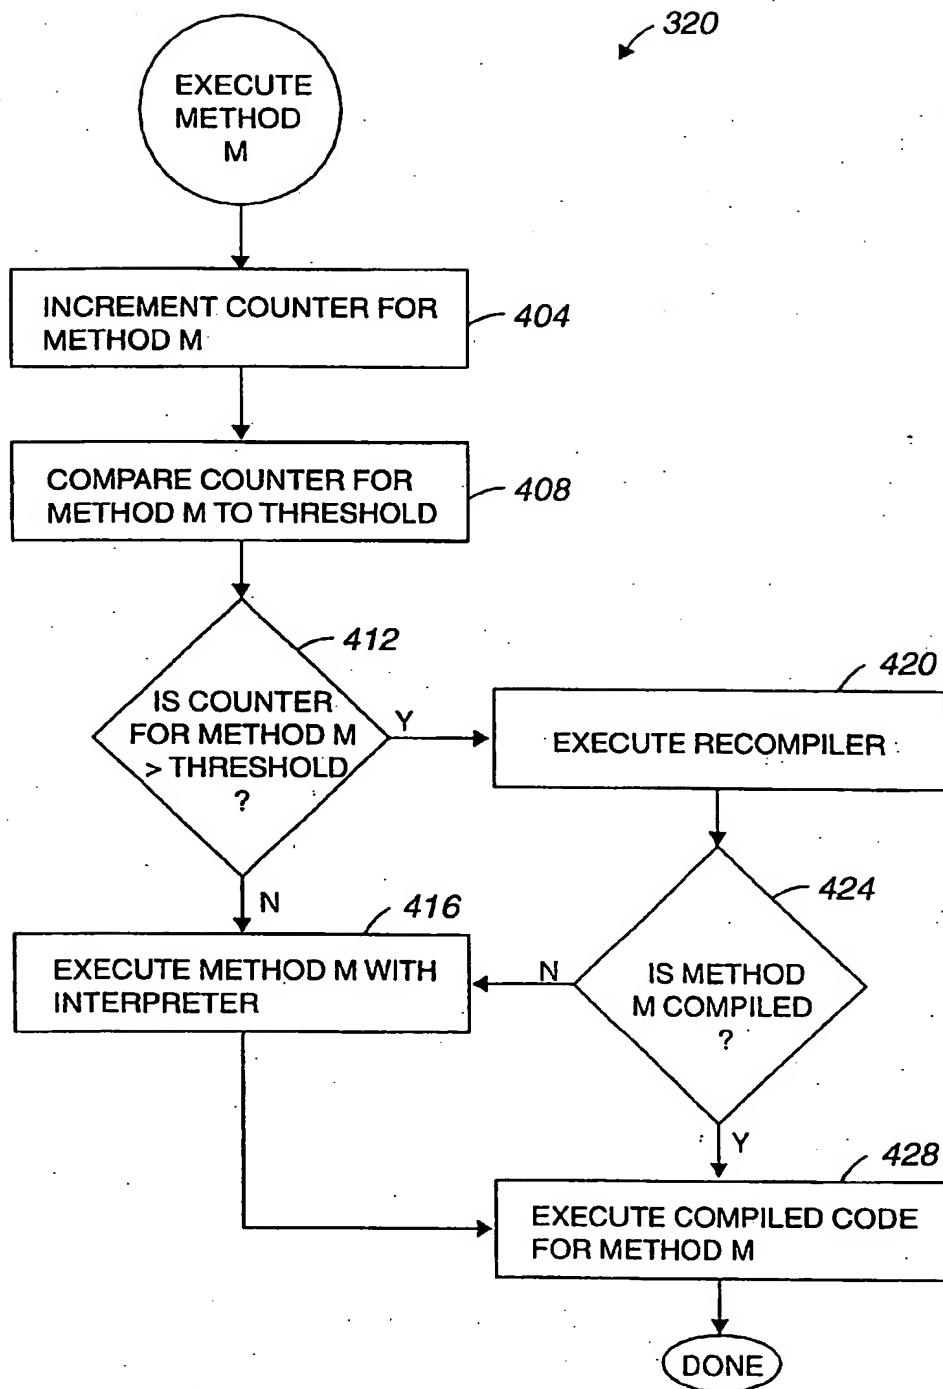 320
EXECUTE
METHOD
M
INCREMENT COUNTER FOR
METHOD M
404
COMPARE COUNTER FOR
METHOD M TO THRESHOLD
408
412
IS COUNTER
FOR METHOD M
> THRESHOLD
?
Y
N
420
EXECUTE RECOMPILER
424
IS METHOD
M COMPILED
?
N
Y
416
EXECUTE METHOD M WITH
INTERPRETER
428
EXECUTE COMPILED CODE
FOR METHOD M
DONE